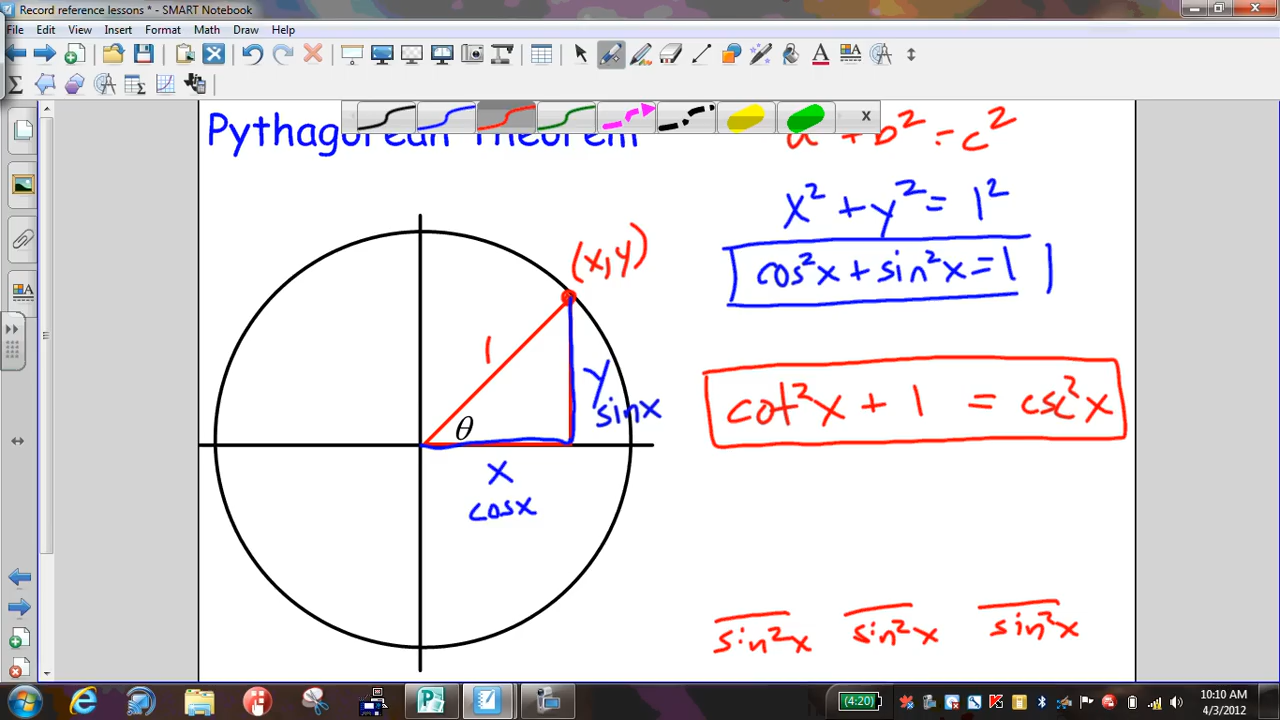 Record reference lessons * - SMART Notebook
File Edit View Insert Format Math Draw Help
Pythagorean Theorem
a² + b² = c²
x² + y² = 1²
cos²x + sin²x = 1
(x,y)
1
y
sinx
θ
x
cosx
cot²x + 1 = csc²x
sin²x sin²x sin²x
(4:20)
10:10 AM
4/3/2012